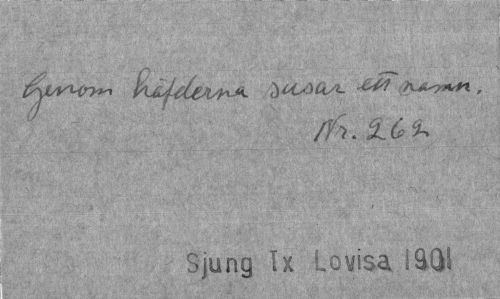 Genom häfderna susar ett namn.
Nr. 262
Sjung Tx Lovisa 1901